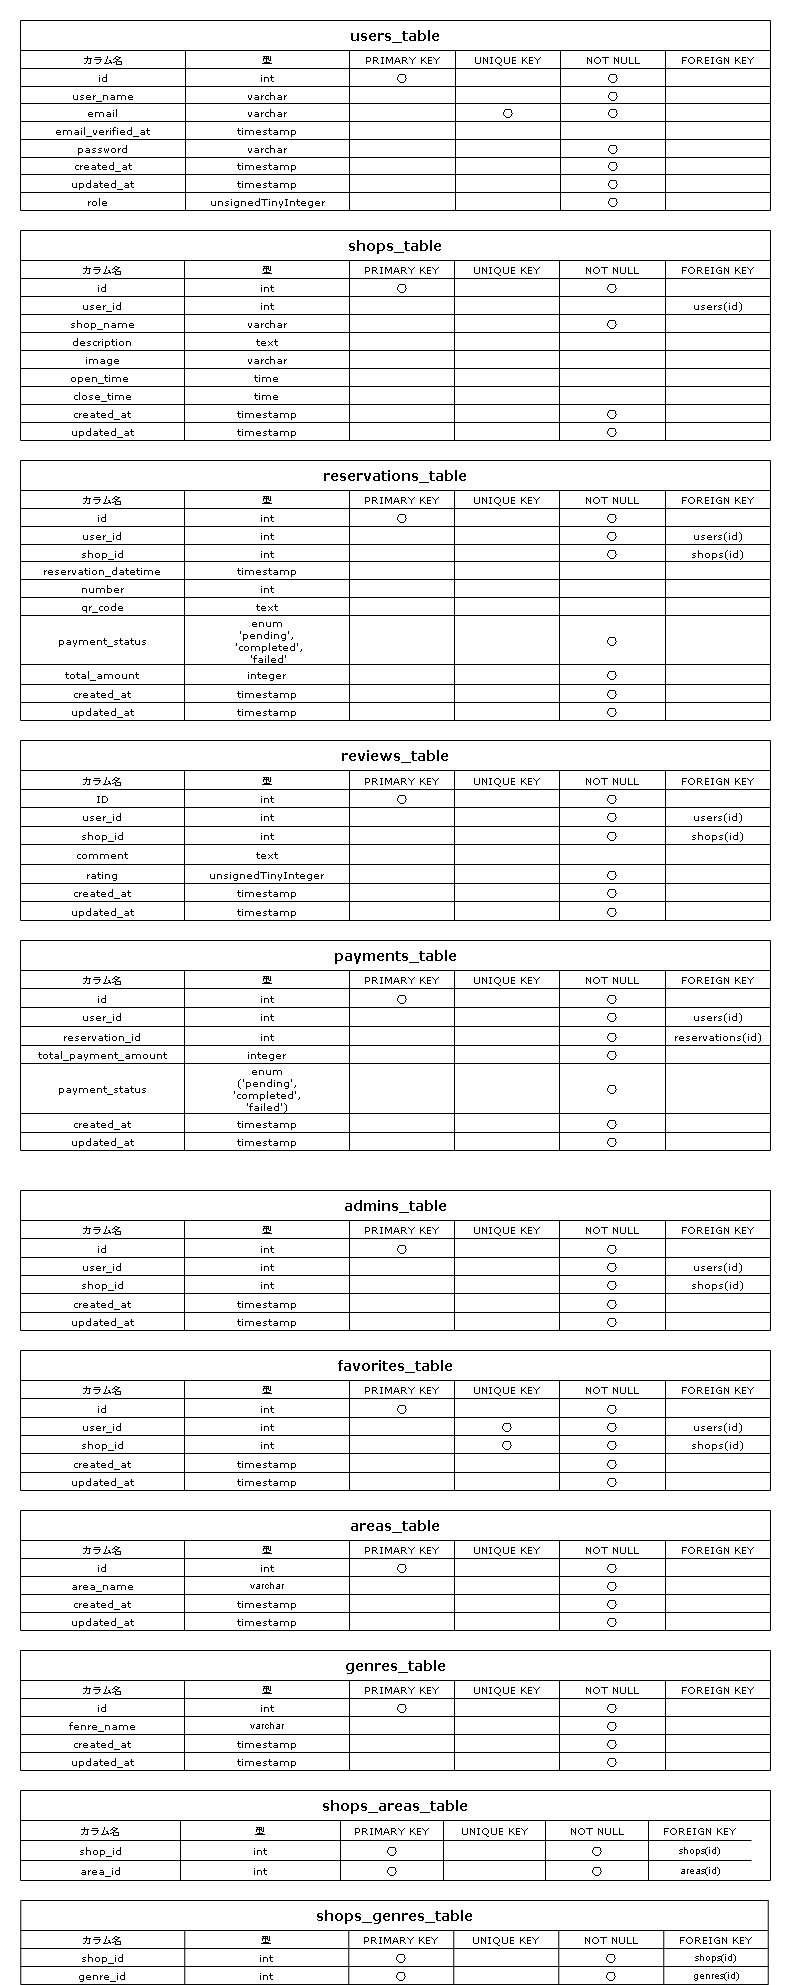 users_table
カラム名 型 PRIMARY KEY UNIQUE KEY NOT NULL FOREIGN KEY
id int ○ ○
user_name varchar ○
email varchar ○ ○
email_verified_at timestamp
password varchar ○
created_at timestamp ○
updated_at timestamp ○
role unsignedTinyInteger ○
shops_table
カラム名 型 PRIMARY KEY UNIQUE KEY NOT NULL FOREIGN KEY
id int ○ ○
user_id int users(id)
shop_name varchar ○
description text
image varchar
open_time time
close_time time
created_at timestamp ○
updated_at timestamp ○
reservations_table
カラム名 型 PRIMARY KEY UNIQUE KEY NOT NULL FOREIGN KEY
id int ○ ○
user_id int ○ users(id)
shop_id int ○ shops(id)
reservation_datetime timestamp
number int
qr_code text
payment_status enum
'pending',
'completed', ○
'failed'
total_amount integer ○
created_at timestamp ○
updated_at timestamp ○
reviews_table
カラム名 型 PRIMARY KEY UNIQUE KEY NOT NULL FOREIGN KEY
ID int ○ ○
user_id int ○ users(id)
shop_id int ○ shops(id)
comment text
rating unsignedTinyInteger ○
created_at timestamp ○
updated_at timestamp ○
payments_table
カラム名 型 PRIMARY KEY UNIQUE KEY NOT NULL FOREIGN KEY
id int ○ ○
user_id int ○ users(id)
reservation_id int ○ reservations(id)
total_payment_amount integer ○
payment_status enum
('pending',
'completed', ○
'failed')
created_at timestamp ○
updated_at timestamp ○
admins_table
カラム名 型 PRIMARY KEY UNIQUE KEY NOT NULL FOREIGN KEY
id int ○ ○
user_id int ○ users(id)
shop_id int ○ shops(id)
created_at timestamp ○
updated_at timestamp ○
favorites_table
カラム名 型 PRIMARY KEY UNIQUE KEY NOT NULL FOREIGN KEY
id int ○ ○
user_id int ○ ○ users(id)
shop_id int ○ ○ shops(id)
created_at timestamp ○
updated_at timestamp ○
areas_table
カラム名 型 PRIMARY KEY UNIQUE KEY NOT NULL FOREIGN KEY
id int ○ ○
area_name varchar ○
created_at timestamp ○
updated_at timestamp ○
genres_table
カラム名 型 PRIMARY KEY UNIQUE KEY NOT NULL FOREIGN KEY
id int ○ ○
fenre_name varchar ○
created_at timestamp ○
updated_at timestamp ○
shops_areas_table
カラム名 型 PRIMARY KEY UNIQUE KEY NOT NULL FOREIGN KEY
shop_id int ○ ○ shops(id)
area_id int ○ ○ areas(id)
shops_genres_table
カラム名 型 PRIMARY KEY UNIQUE KEY NOT NULL FOREIGN KEY
shop_id int ○ ○ shops(id)
genre_id int ○ ○ genres(id)